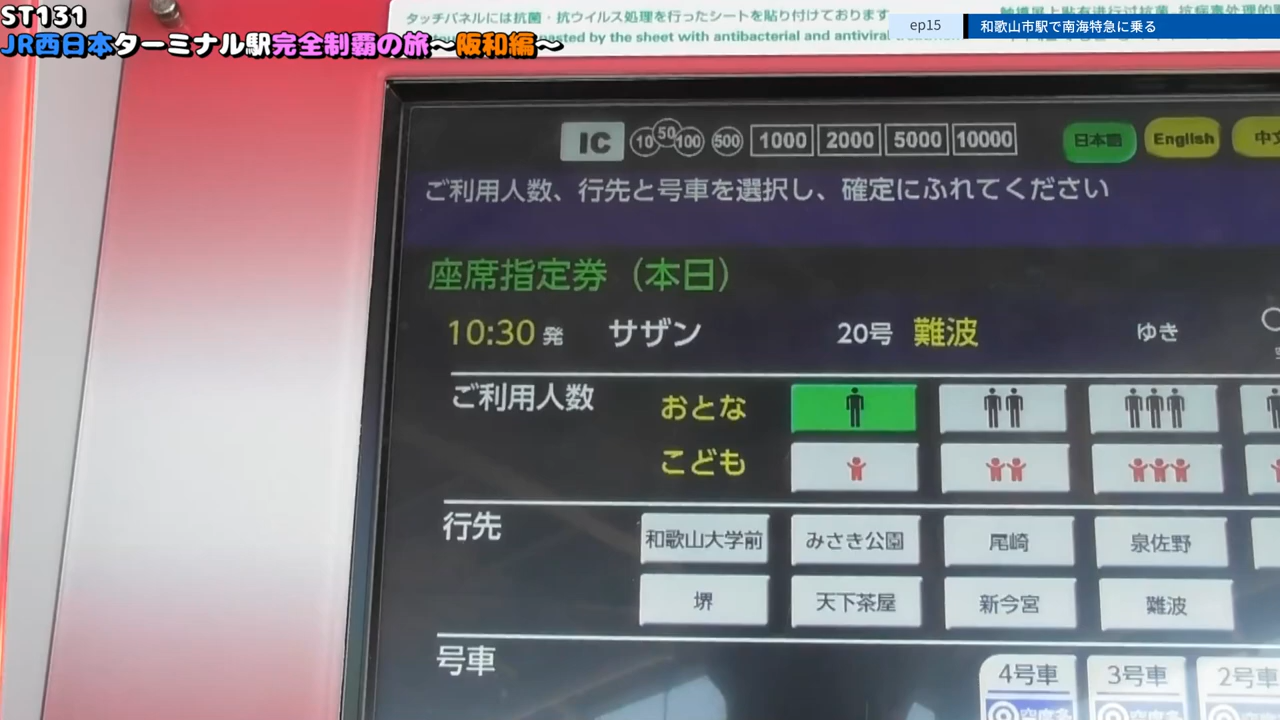 ST131
JR西日本ターミナル駅完全制覇の旅～阪和編～
ep15 和歌山市駅で南海特急に乗る
タッチパネルには抗菌・抗ウイルス処理を行ったシートを貼り付けております
pasted by the sheet with antibacterial and antiviral
IC 10 50 100 500 1000 2000 5000 10000 日本語 English 中文
ご利用人数、行先と号車を選択し、確定にふれてください
座席指定券（本日）
10:30発 サザン 20号 難波 ゆき
ご利用人数 おとな
こども
行先 和歌山大学前 みさき公園 尾崎 泉佐野
堺 天下茶屋 新今宮 難波
号車 4号車 3号車 2号車